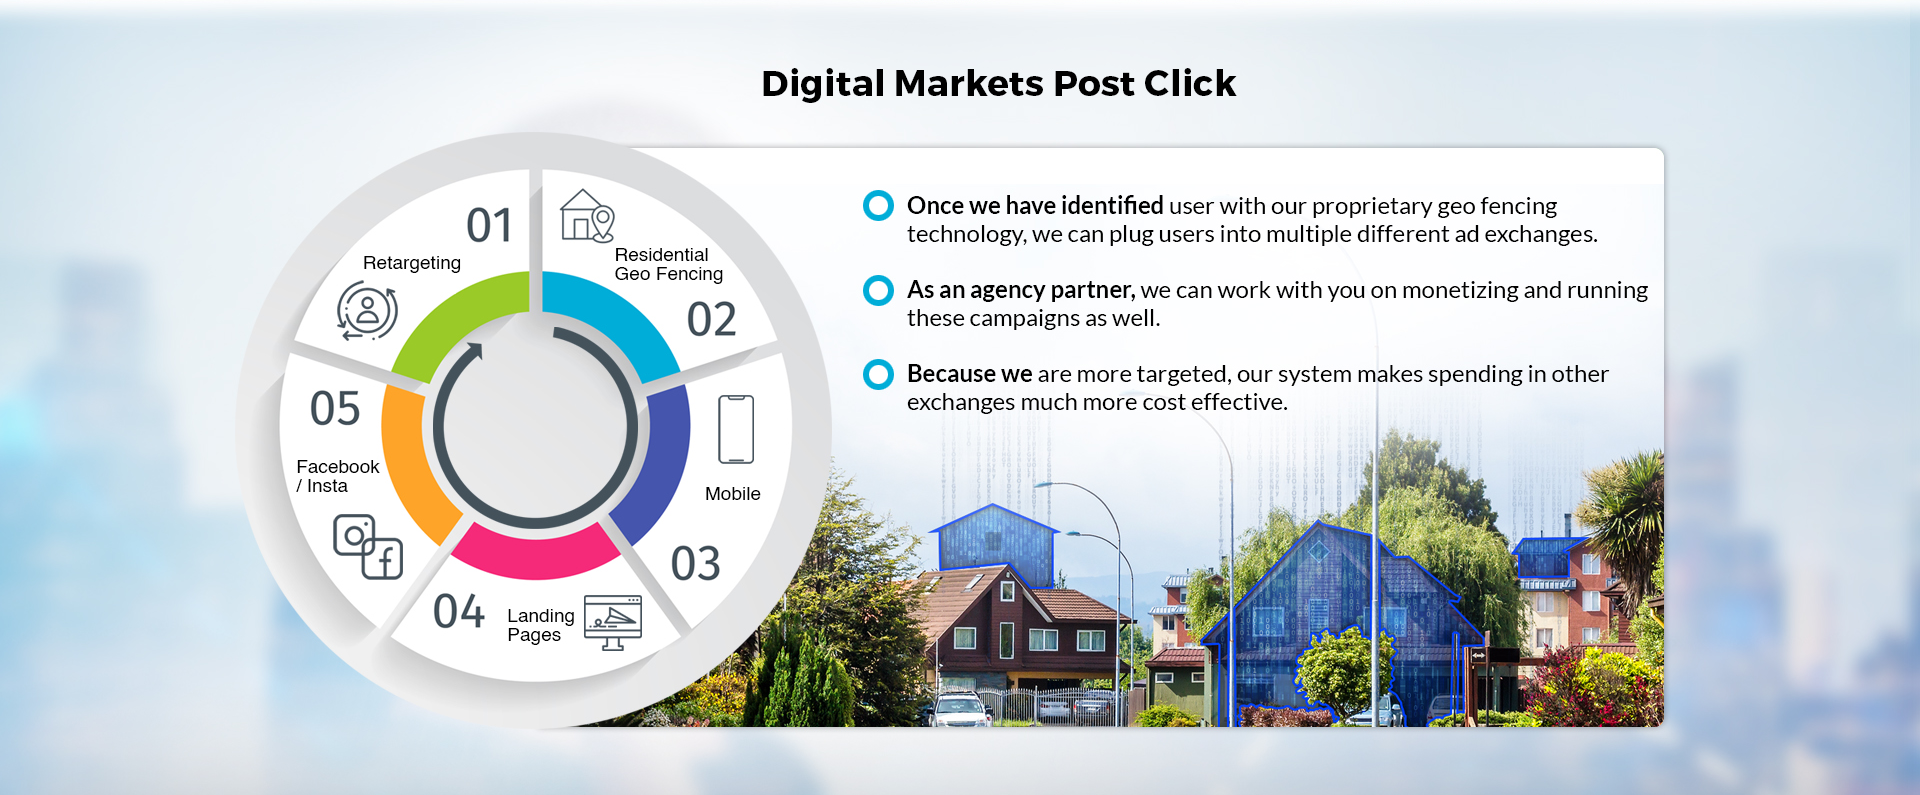 Digital Markets Post Click
01
Retargeting
Residential
Geo Fencing
02
Mobile
03
04
Landing
Pages
05
Facebook
/ Insta
Once we have identified user with our proprietary geo fencing
technology, we can plug users into multiple different ad exchanges.
As an agency partner, we can work with you on monetizing and running
these campaigns as well.
Because we are more targeted, our system makes spending in other
exchanges much more cost effective.